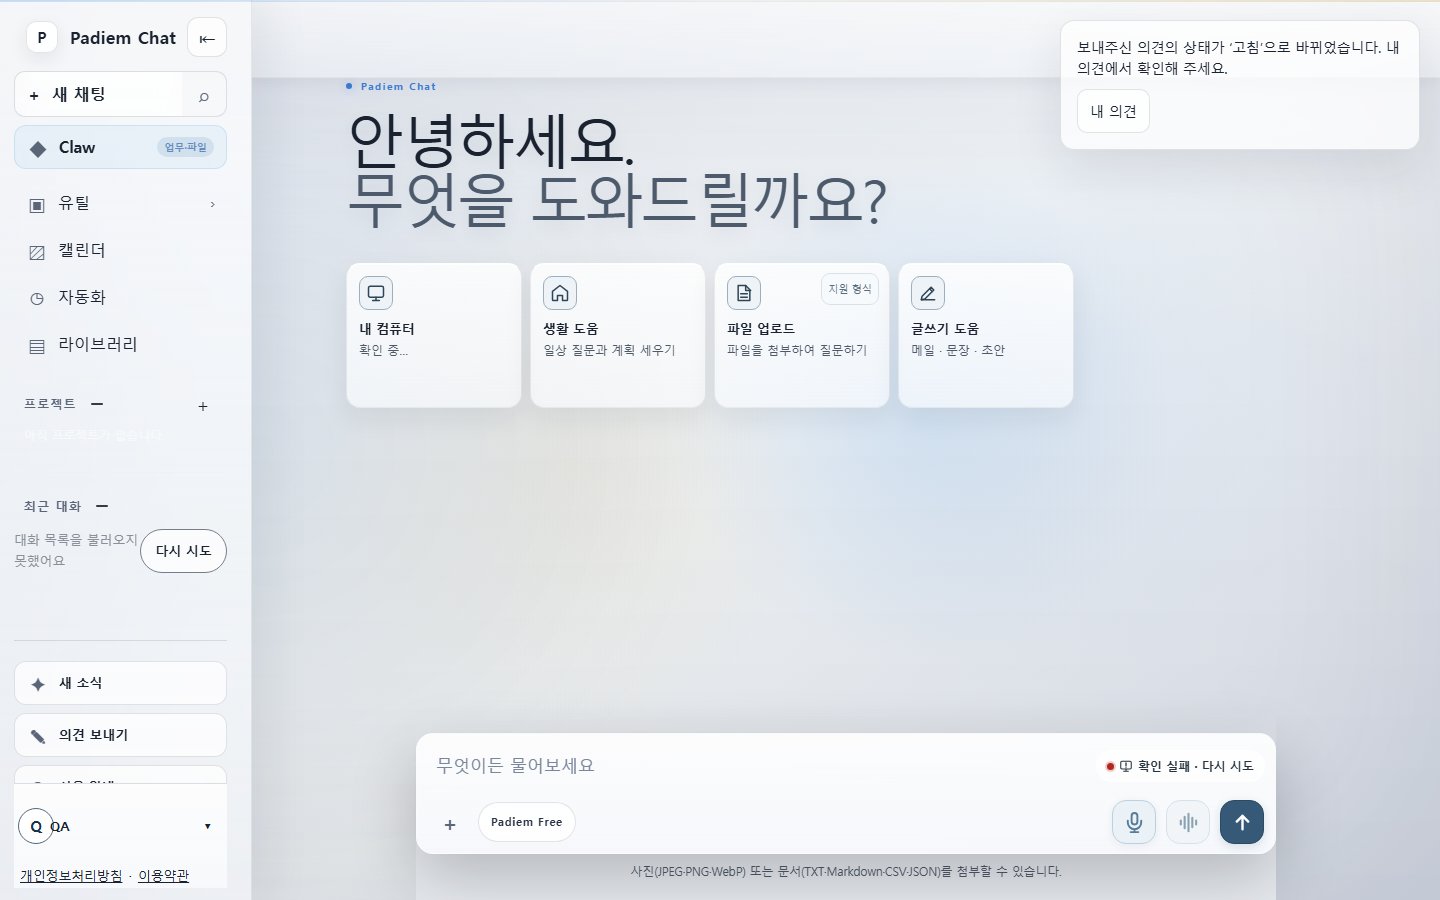 P Padiem Chat
+ 새 채팅
Claw 업무·파일
유틸
캘린더
자동화
라이브러리
프로젝트
아직 프로젝트가 없습니다
최근 대화
대화 목록을 불러오지
못했어요
다시 시도
새 소식
의견 보내기
Q QA
개인정보처리방침 · 이용약관
보내주신 의견의 상태가 ‘고침’으로 바뀌었습니다. 내
의견에서 확인해 주세요.
내 의견
Padiem Chat
안녕하세요.
무엇을 도와드릴까요?
내 컴퓨터
확인 중...
생활 도움
일상 질문과 계획 세우기
지원 형식
파일 업로드
파일을 첨부하여 질문하기
글쓰기 도움
메일 · 문장 · 초안
무엇이든 물어보세요
확인 실패 · 다시 시도
+ Padiem Free
사진(JPEG·PNG·WebP) 또는 문서(TXT·Markdown·CSV·JSON)를 첨부할 수 있습니다.